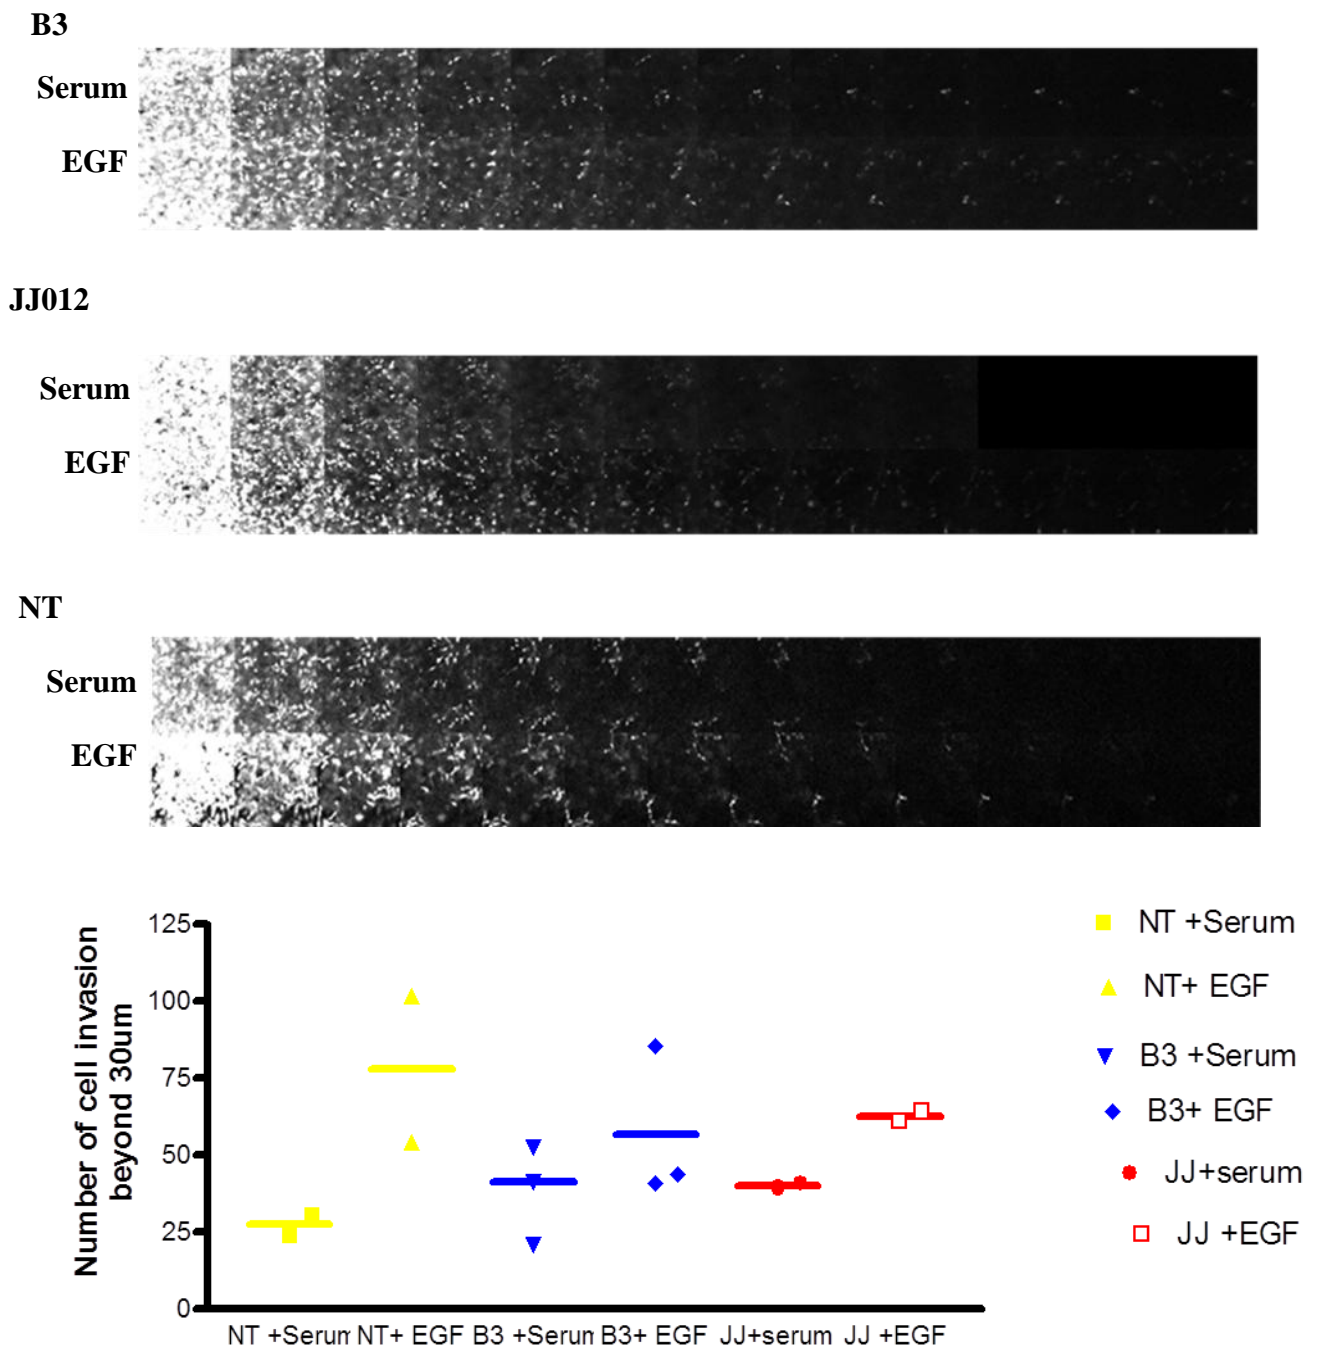 B3
Serum
EGF
JJ012
Serum
EGF
NT
Serum
EGF
Number of cell invasion
beyond 30um
125
100
75
50
25
0
NT +Serum
NT+ EGF
B3 +Serum
B3+ EGF
JJ+serum
JJ +EGF
NT +Serum
NT+ EGF
B3 +Serum
B3+ EGF
JJ+serum
JJ +EGF